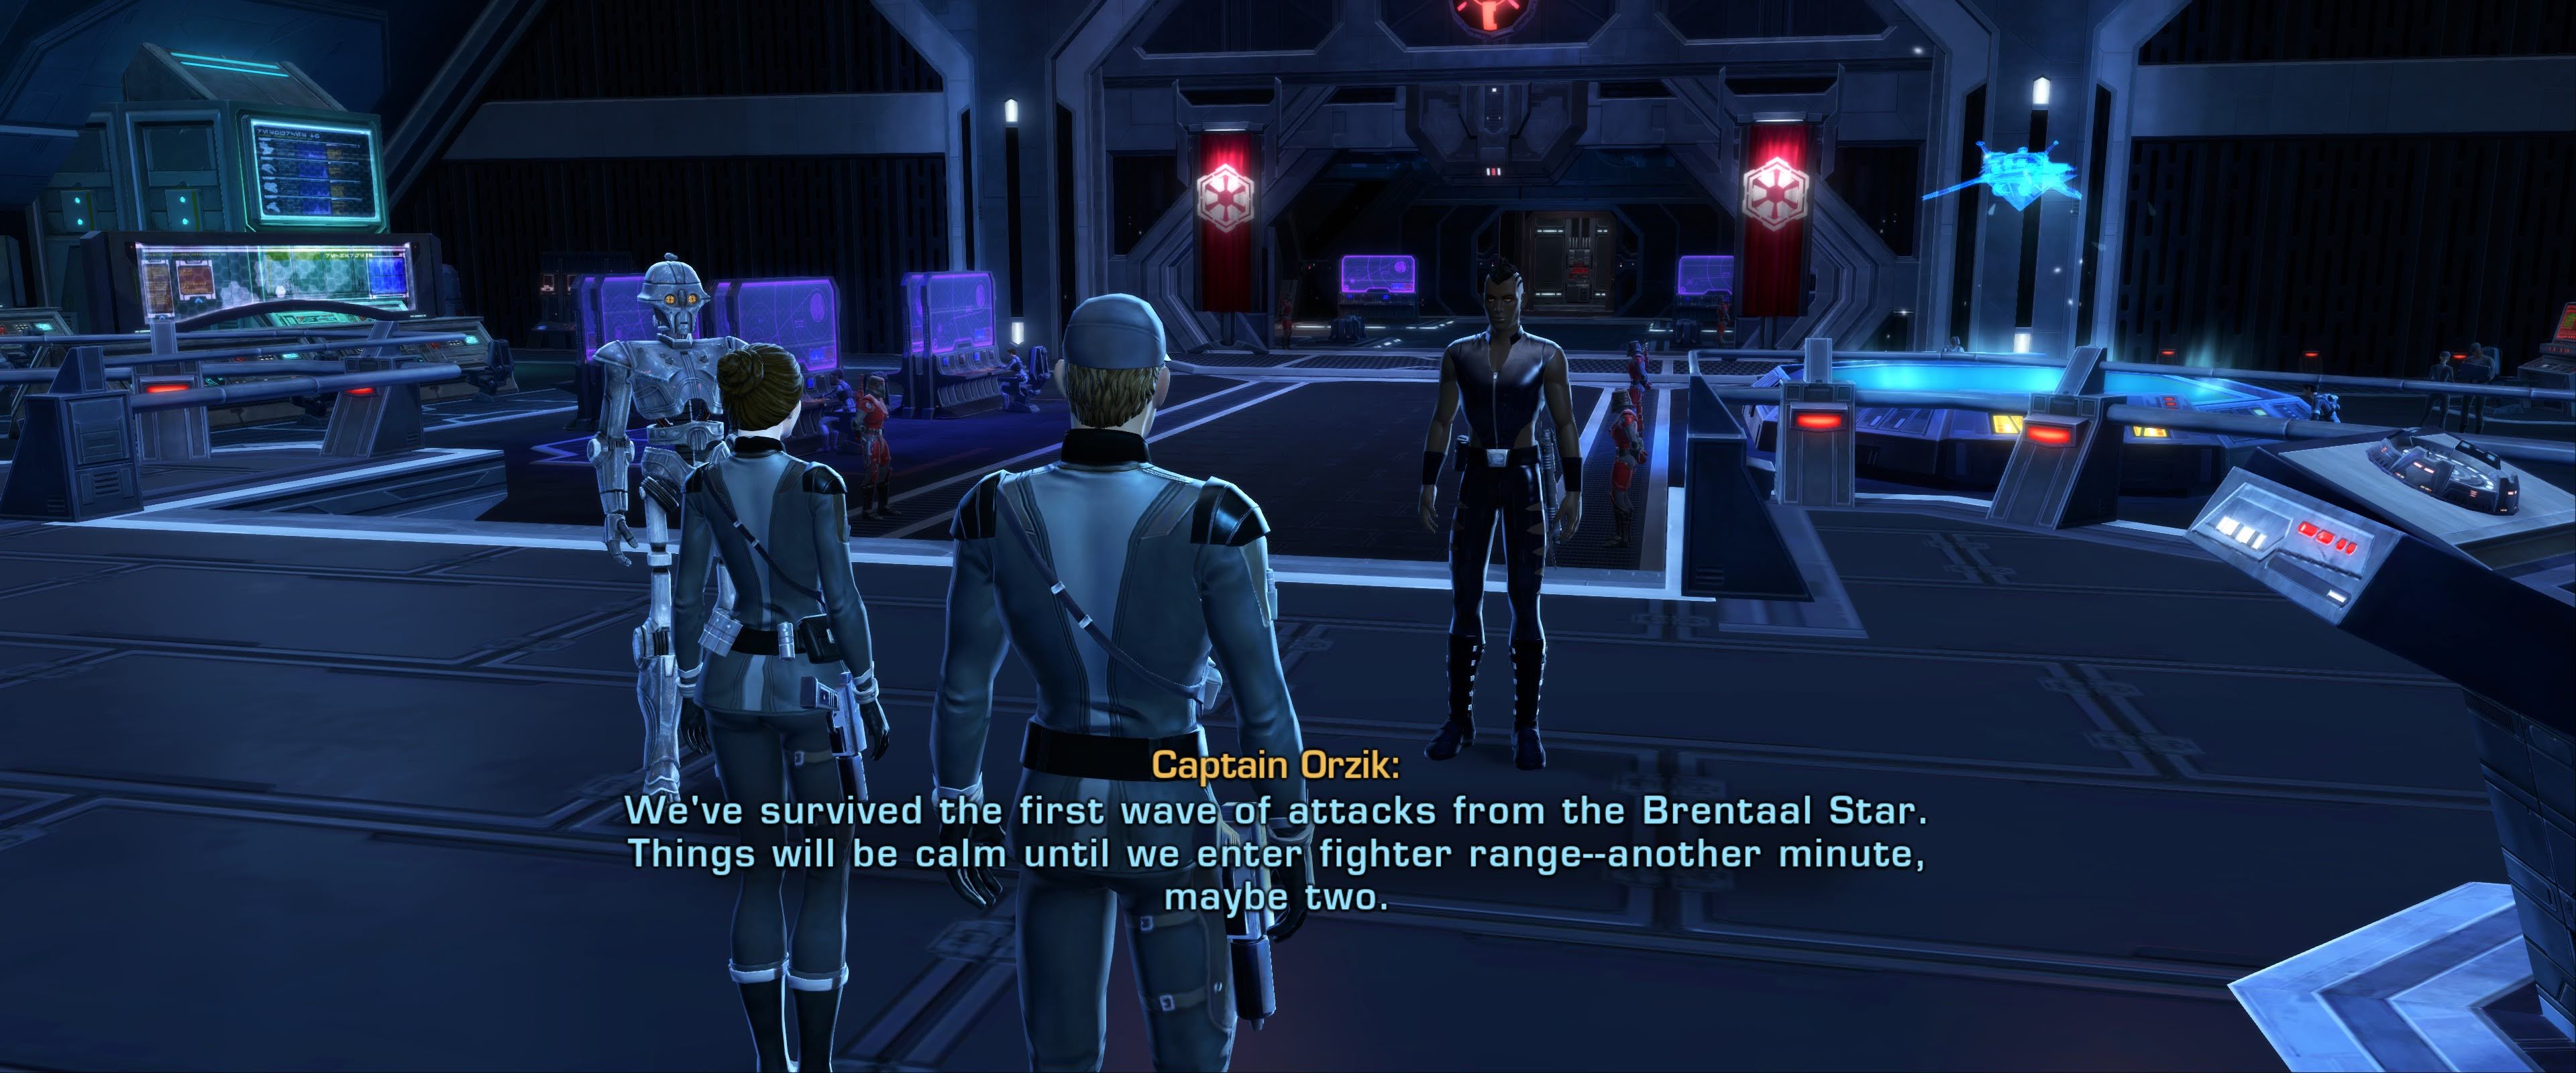 Captain Orzik:
We've survived the first wave of attacks from the Brentaal Star.
Things will be calm until we enter fighter range--another minute,
maybe two.